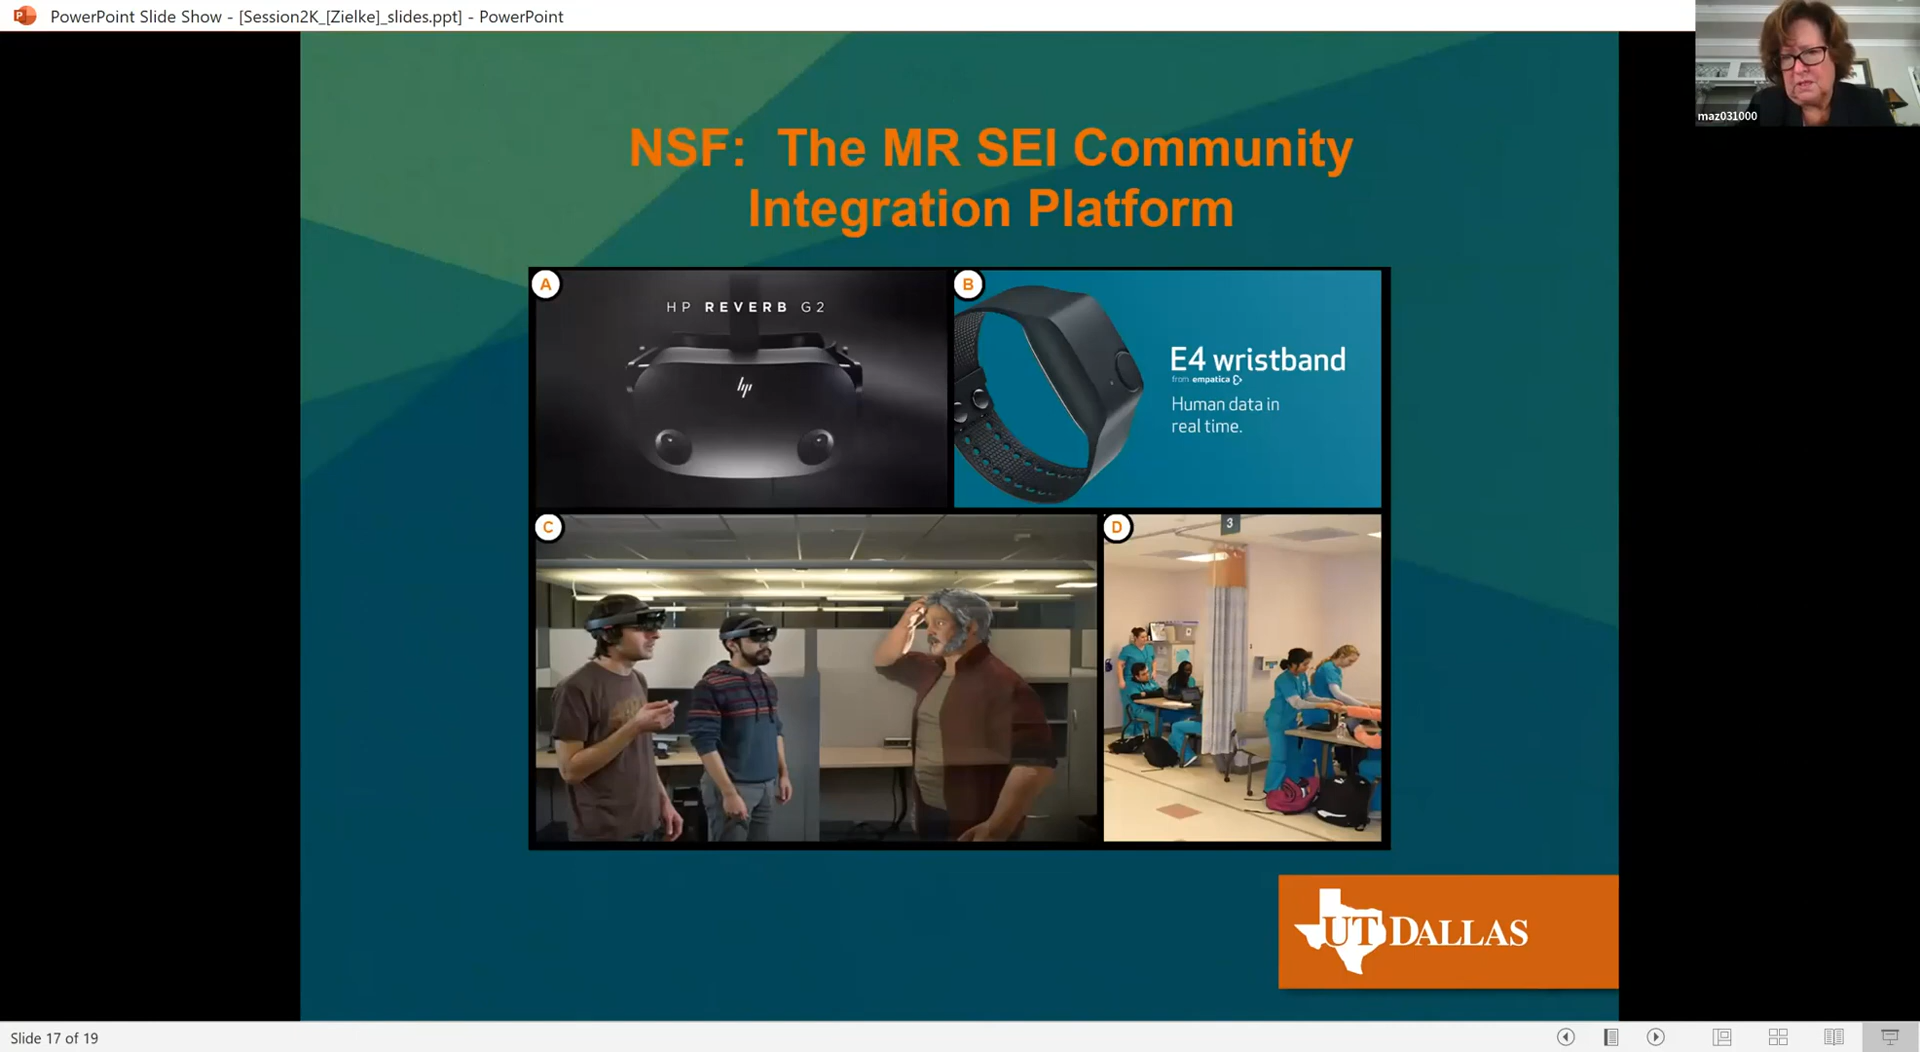 PowerPoint Slide Show - [Session2K_[Zielke]_slides.ppt] - PowerPoint
maz031000
NSF: The MR SEI Community
Integration Platform
A
HP REVERB G2
hp
B
E4 wristband
from empatica
Human data in
real time.
C
D
3
UT DALLAS
Slide 17 of 19